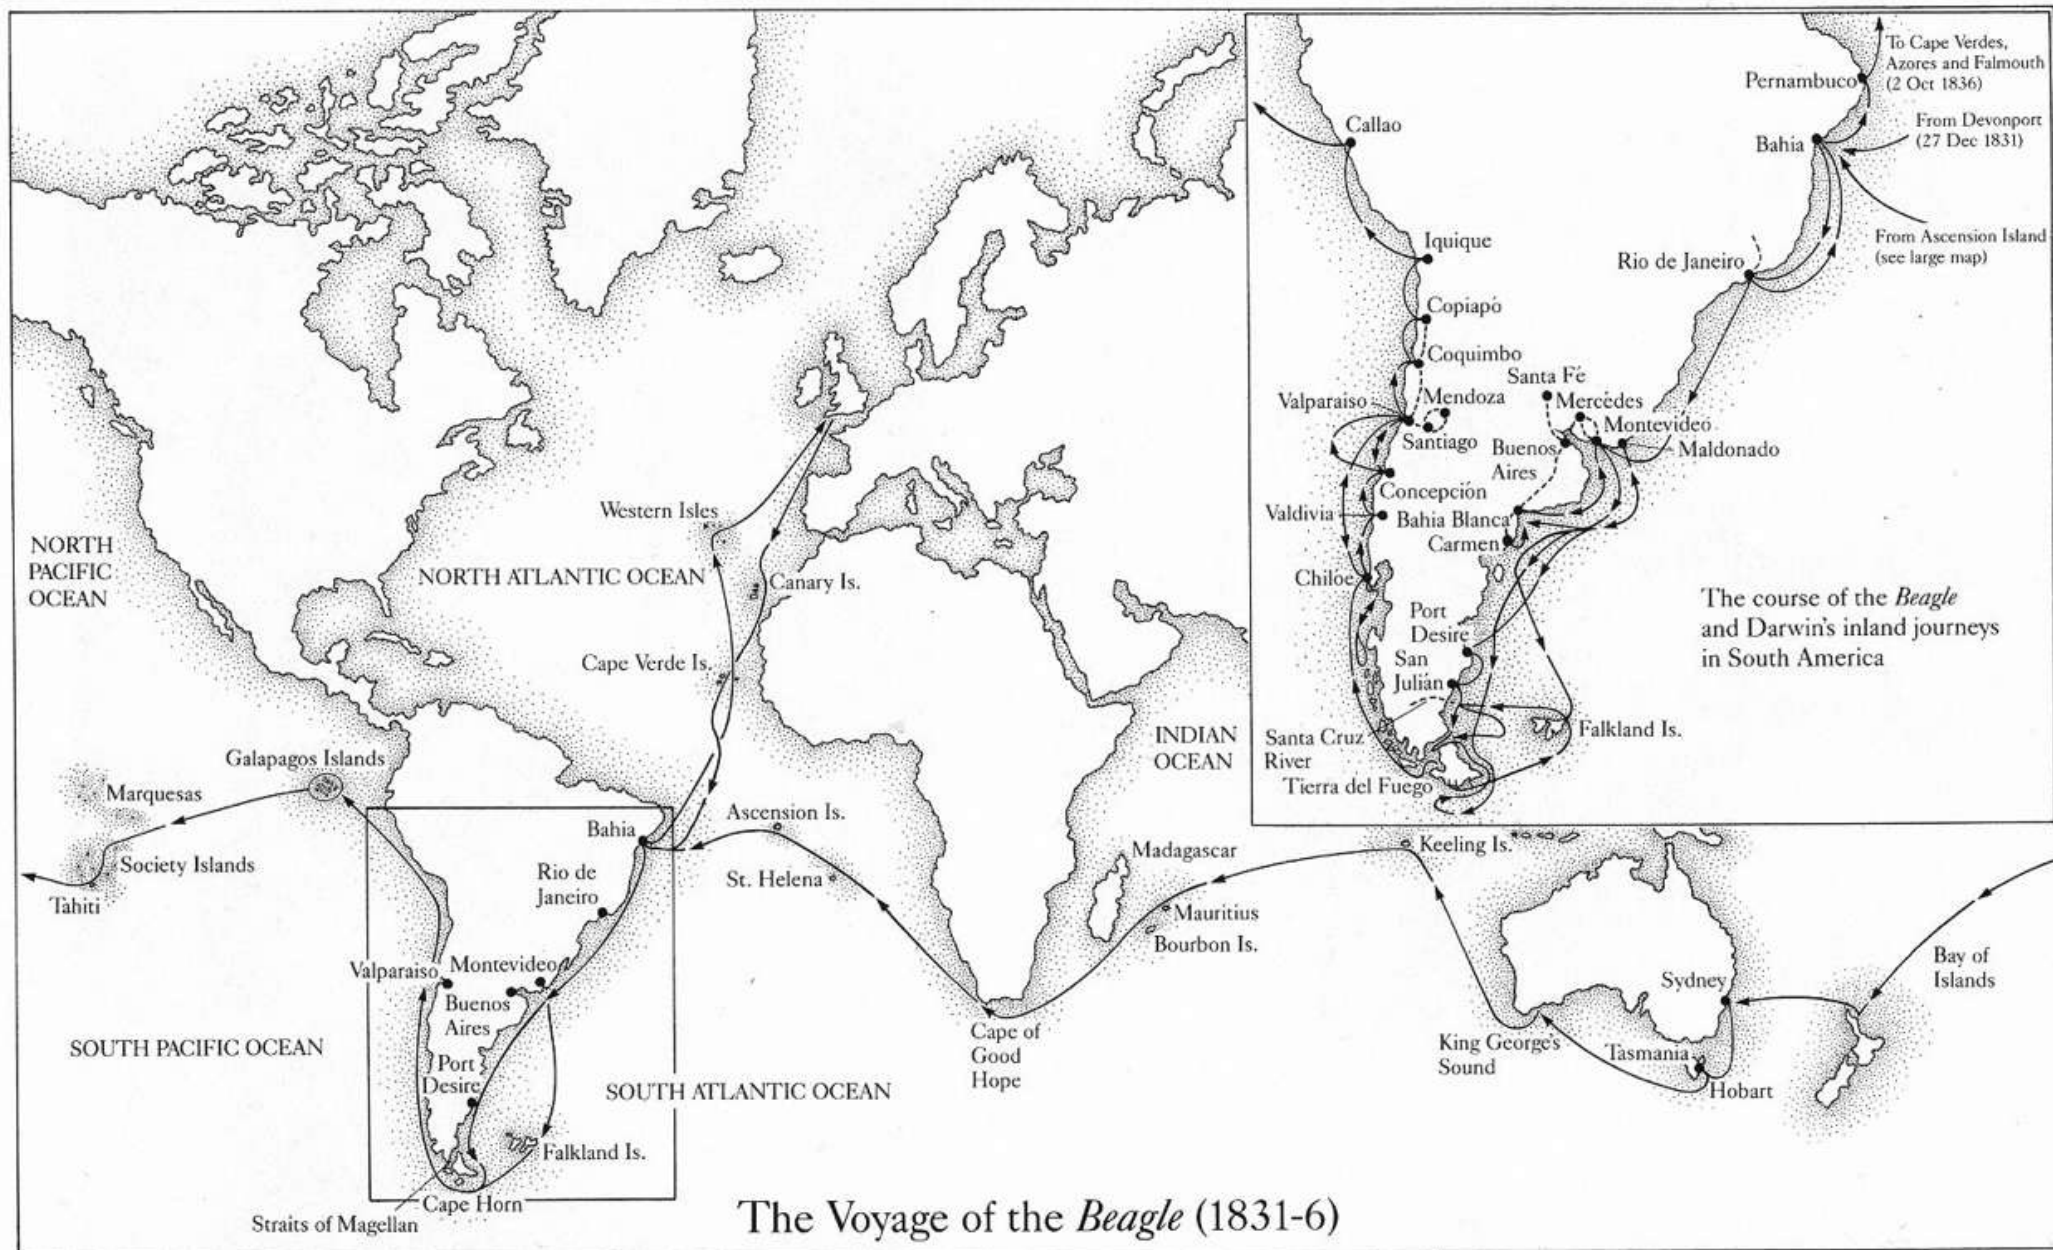 NORTH
PACIFIC
OCEAN
Western Isles
NORTH ATLANTIC OCEAN
Canary Is.
Cape Verde Is.
INDIAN
OCEAN
Galapagos Islands
Marquesas
Society Islands
Tahiti
Ascension Is.
Bahia
St. Helena
Rio de
Janeiro
Madagascar
Mauritius
Bourbon Is.
Keeling Is.
Valparaiso
Montevideo
Buenos
Aires
Port
Desire
SOUTH PACIFIC OCEAN
SOUTH ATLANTIC OCEAN
Falkland Is.
Cape Horn
Straits of Magellan
Cape of
Good
Hope
King George's
Sound
Sydney
Tasmania
Hobart
Bay of
Islands
The Voyage of the Beagle (1831-6)
To Cape Verdes,
Azores and Falmouth
(2 Oct 1836)
Pernambuco
From Devonport
(27 Dec 1831)
Bahia
From Ascension Island
(see large map)
Rio de Janeiro
Callao
Iquique
Copiapó
Coquimbo
Santa Fé
Valparaiso
Mendoza
Mercedes
Santiago
Montevideo
Buenos
Aires
Maldonado
Concepción
Valdivia
Bahia Blanca
Carmen
Chiloe
Port
Desire
San
Julian
Santa Cruz
River
Falkland Is.
Tierra del Fuego
The course of the Beagle
and Darwin's inland journeys
in South America